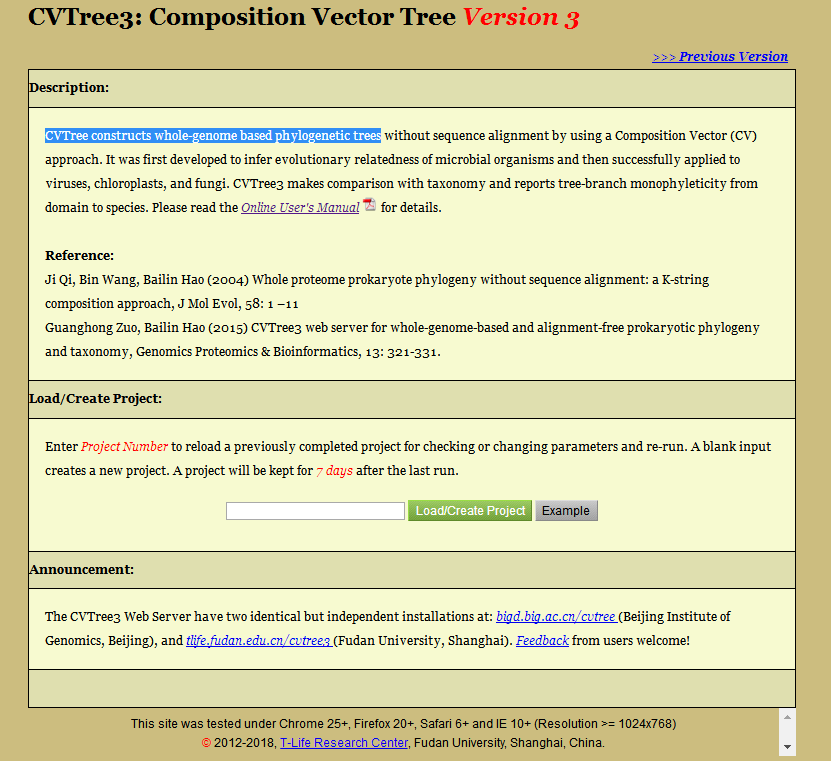 CVTree3: Composition Vector Tree Version 3
>>> Previous Version
Description:
CVTree constructs whole-genome based phylogenetic trees without sequence alignment by using a Composition Vector (CV)
approach. It was first developed to infer evolutionary relatedness of microbial organisms and then successfully applied to
viruses, chloroplasts, and fungi. CVTree3 makes comparison with taxonomy and reports tree-branch monophyleticity from
domain to species. Please read the Online User's Manual for details.
Reference:
Ji Qi, Bin Wang, Bailin Hao (2004) Whole proteome prokaryote phylogeny without sequence alignment: a K-string
composition approach, J Mol Evol, 58: 1 –11
Guanghong Zuo, Bailin Hao (2015) CVTree3 web server for whole-genome-based and alignment-free prokaryotic phylogeny
and taxonomy, Genomics Proteomics & Bioinformatics, 13: 321-331.
Load/Create Project:
Enter Project Number to reload a previously completed project for checking or changing parameters and re-run. A blank input
creates a new project. A project will be kept for 7 days after the last run.
Load/Create Project Example
Announcement:
The CVTree3 Web Server have two identical but independent installations at: bigd.big.ac.cn/cvtree (Beijing Institute of
Genomics, Beijing), and tlife.fudan.edu.cn/cvtree3 (Fudan University, Shanghai). Feedback from users welcome!
This site was tested under Chrome 25+, Firefox 20+, Safari 6+ and IE 10+ (Resolution >= 1024x768)
© 2012-2018, T-Life Research Center, Fudan University, Shanghai, China.